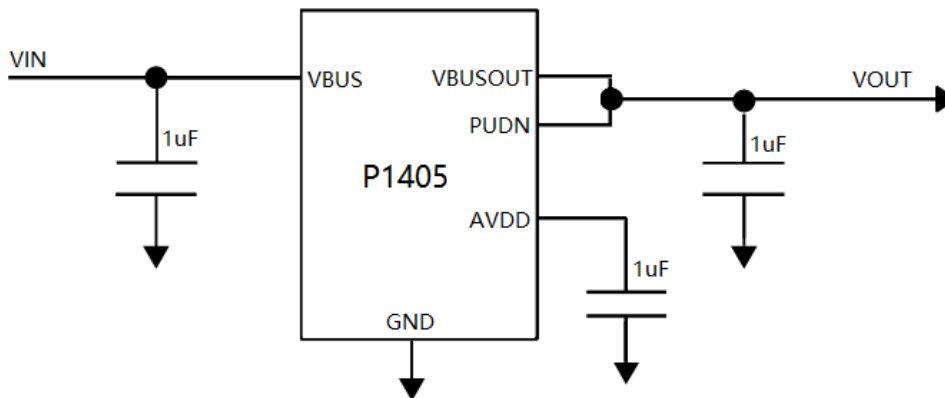 VIN
VBUS
VBUSOUT
VOUT
PUDN
1uF
1uF
P1405
AVDD
1uF
GND